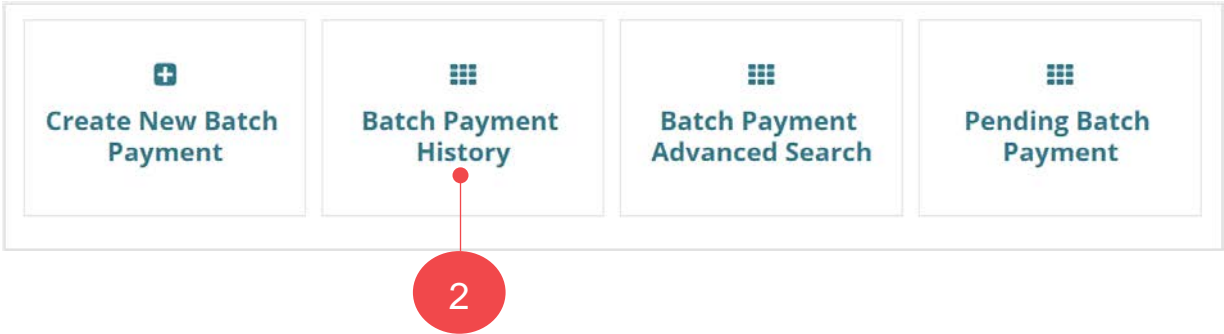 Create New Batch
Payment
Batch Payment
History
Batch Payment
Advanced Search
Pending Batch
Payment
2